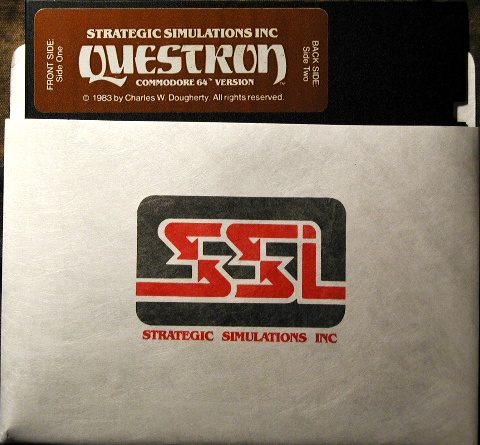 STRATEGIC SIMULATIONS INC
QUESTRON™
COMMODORE 64™ VERSION
© 1983 by Charles W. Dougherty. All rights reserved.
FRONT SIDE:
Side One
BACK SIDE:
Side Two
SSI
STRATEGIC SIMULATIONS INC